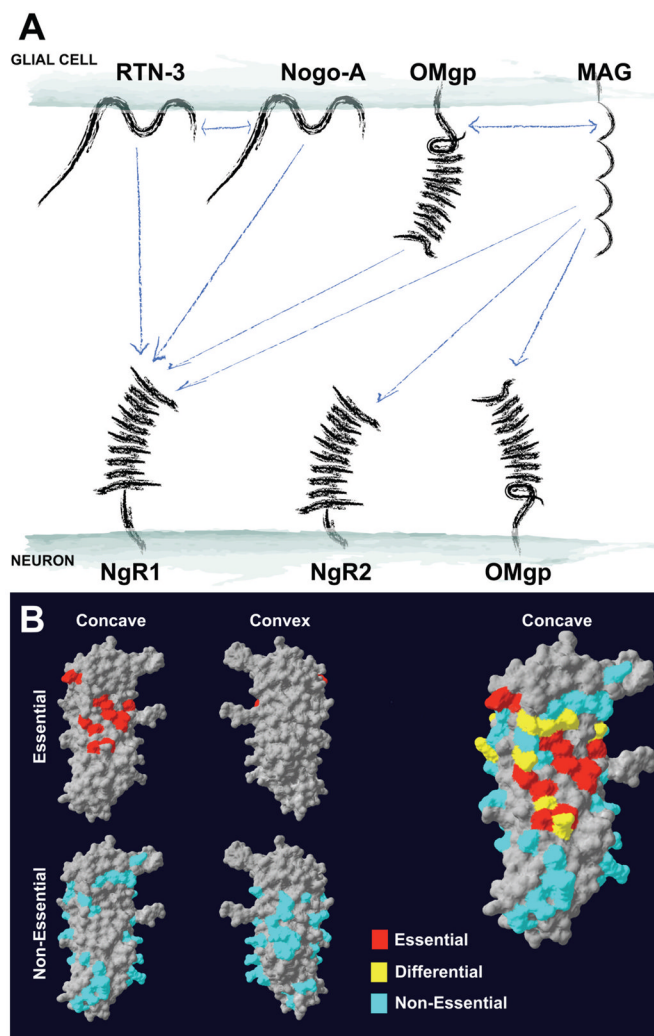 A
GLIAL CELL
RTN-3 Nogo-A OMgp MAG
NEURON
NgR1 NgR2 OMgp
B
Concave Convex Concave
Essential
Non-Essential
Essential
Differential
Non-Essential